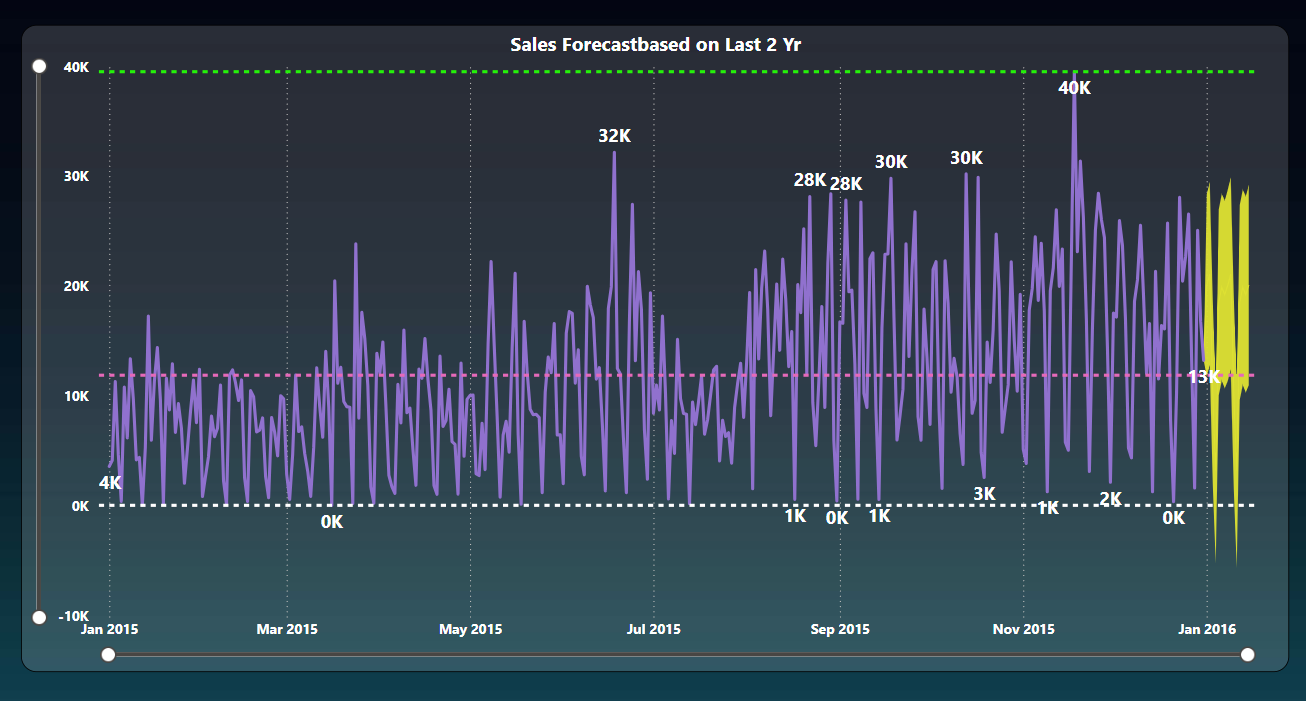 Sales Forecastbased on Last 2 Yr
40K
30K
20K
10K
0K
-10K
4K
0K
32K
28K
28K
30K
30K
40K
1K
0K
1K
3K
1K
2K
0K
13K
Jan 2015
Mar 2015
May 2015
Jul 2015
Sep 2015
Nov 2015
Jan 2016